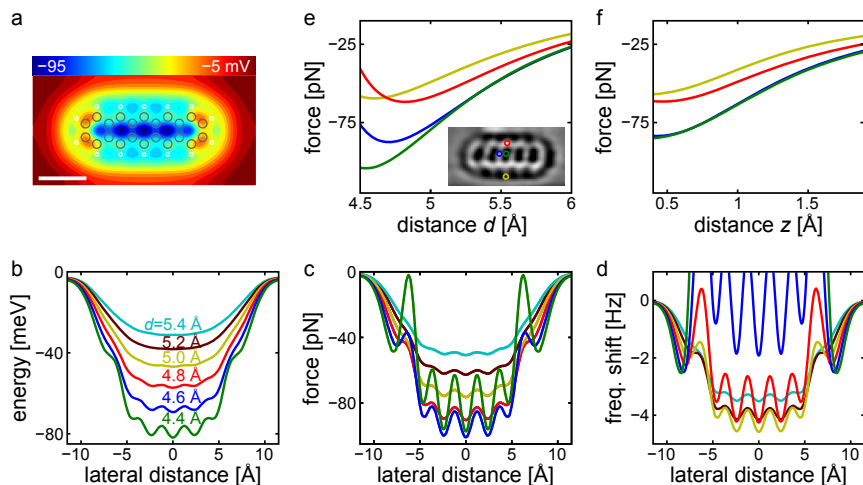 a
−95 −5 mV
e
−25
−75
force [pN]
4.5 5 5.5 6
distance d [Å]
f
−25
−75
force [pN]
0.5 1 1.5
distance z [Å]
b
0
−40
−80
energy [meV]
d=5.4 Å
5.2 Å
5.0 Å
4.8 Å
4.6 Å
4.4 Å
−10 −5 0 5 10
lateral distance [Å]
c
0
−40
−80
force [pN]
−10 −5 0 5 10
lateral distance [Å]
d
0
−2
−4
freq. shift [Hz]
−10 −5 0 5 10
lateral distance [Å]